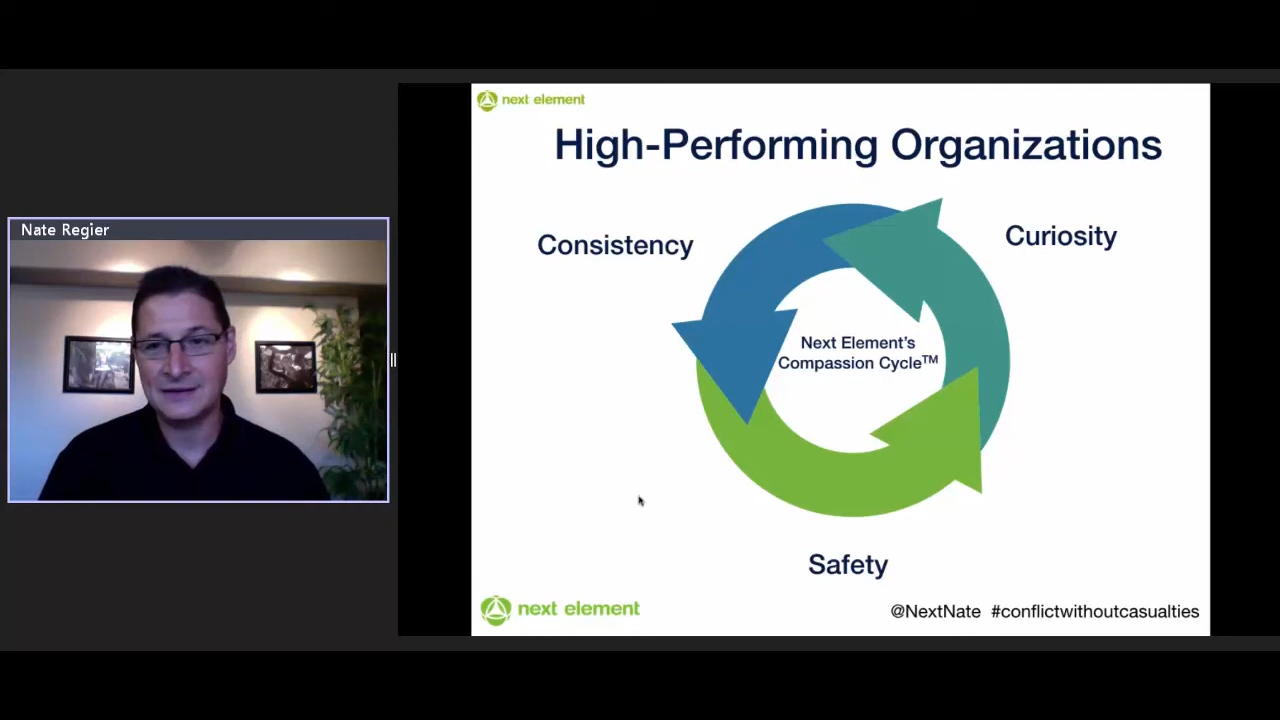 Nate Regier
next element
High-Performing Organizations
Consistency
Curiosity
Next Element's
Compassion Cycle™
Safety
next element
@NextNate #conflictwithoutcasualties